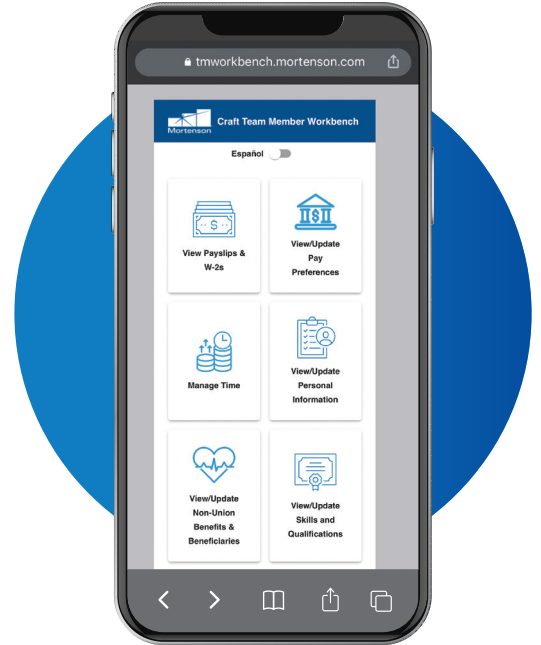 tmworkbench.mortenson.com
Mortenson
Craft Team Member Workbench
Español
View Payslips &
W-2s
View/Update
Pay
Preferences
Manage Time
View/Update
Personal
Information
View/Update
Non-Union
Benefits &
Beneficiaries
View/Update
Skills and
Qualifications